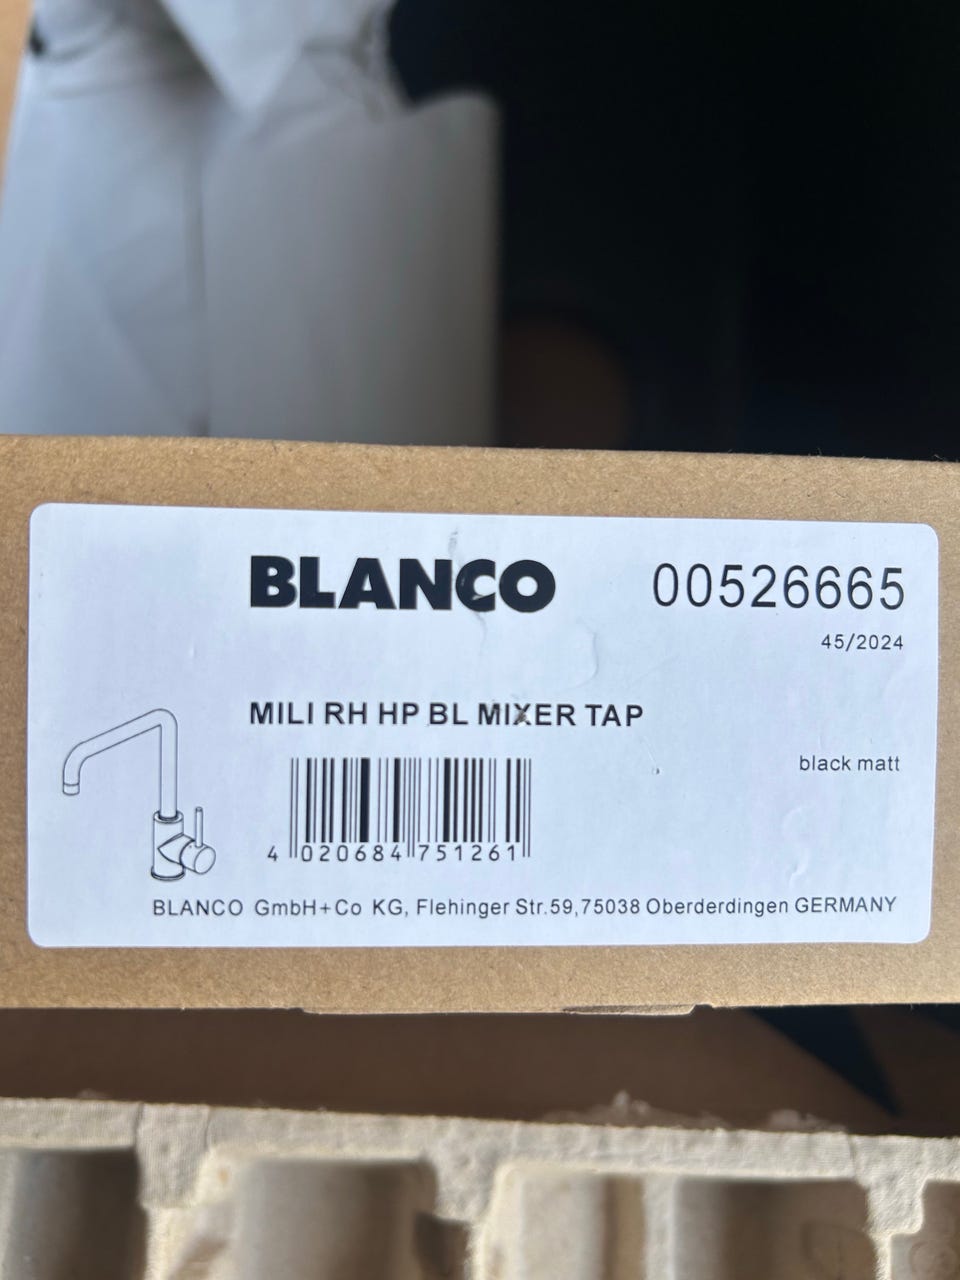 BLANCO
00526665
45/2024
MILI RH HP BL MIXER TAP
black matt
4 020684 751261
BLANCO GmbH+Co KG, Flehinger Str.59,75038 Oberderdingen GERMANY